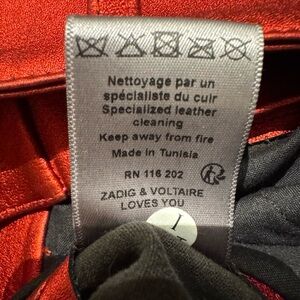 Nettoyage par un
spécialiste du cuir
Specialized leather
cleaning
Keep away from fire
Made in Tunisia
RN 116 202
ZADIG & VOLTAIRE
LOVES YOU